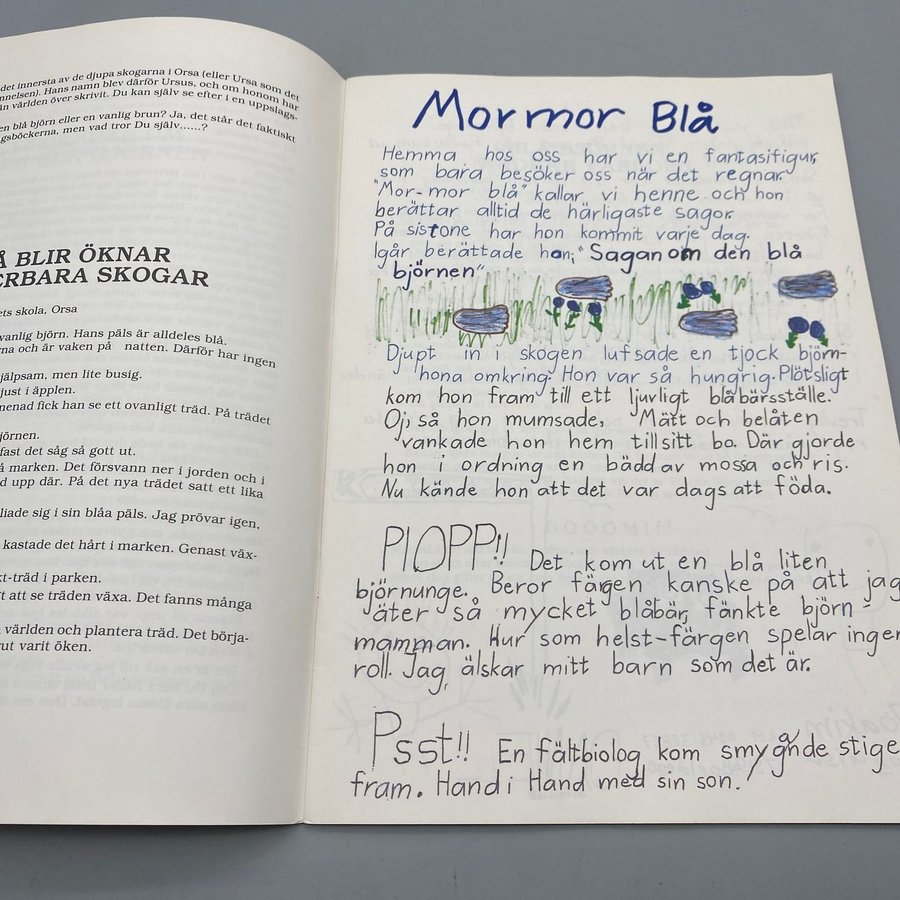 det innersta av de djupa skogarna i Orsa (eller Ursa som det
nnelsen). Hans namn blev därför Ursus, och om honom har
än världen över skrivit. Du kan själv se efter i en uppslags-
en blå björn eller en vanlig brun? Ja, det står det faktiskt
gsböckerna, men vad tror Du själv......?
Å BLIR ÖKNAR
ERBARA SKOGAR
ets skola, Orsa
vanlig björn. Hans päls är alldeles blå.
rna och är vaken på natten. Därför har ingen
jälpsam, men lite busig.
just i äpplen.
menad fick han se ett ovanligt träd. På trädet
jörnen.
fast det såg så gott ut.
å marken. Det försvann ner i jorden och i
d upp där. På det nya trädet satt ett lika
liade sig i sin blåa päls. Jag prövar igen,
kastade det hårt i marken. Genast väx-
kt-träd i parken.
gt att se träden växa. Det fanns många
världen och plantera träd. Det börja-
rut varit öken.
Mormor Blå
Hemma hos oss har vi en fantasifigur,
som bara besöker oss när det regnar.
"Mor-mor blå" kallar vi henne och hon
berättar alltid de härligaste sagor.
På sistone har hon kommit varje dag.
Igår berättade hon; "Sagan om den blå
björnen"
Djupt in i skogen lufsade en tjock björn-
hona omkring. Hon var så hungrig. Plötsligt
kom hon fram till ett ljuvligt blåbärsställe.
Oj, så hon mumsade, Mätt och belåten
vankade hon hem till sitt bo. Där gjorde
hon i ordning en bädd av mossa och ris.
Nu kände hon att det var dags att föda.
PlOPP!! Det kom ut en blå liten
björnunge. Beror färgen kanske på att jag
äter så mycket blåbär, fänkte björn-
mamman. Hur som helst-färgen spelar ingen
roll. Jag älskar mitt barn som det är.
Psst!! En fältbiolog kom smygånde stige
fram. Hand i Hand med sin son.